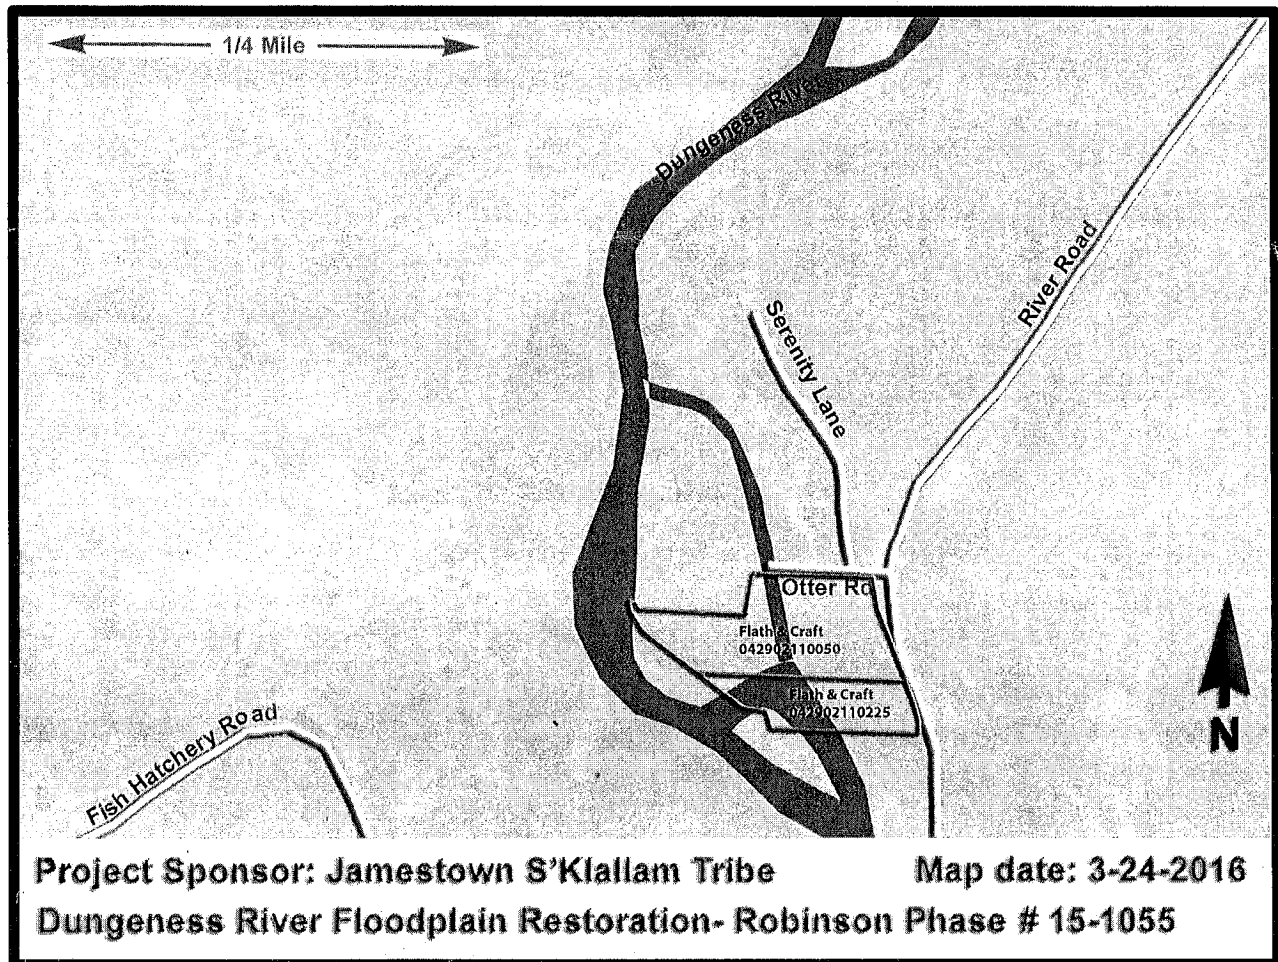 1/4 Mile
Dungeness River
River Road
Serenity Lane
Otter Rd
Flath & Craft
042902110050
Flath & Craft
042902110225
Fish Hatchery Road
N
Project Sponsor: Jamestown S'Klallam Tribe
Map date: 3-24-2016
Dungeness River Floodplain Restoration- Robinson Phase # 15-1055